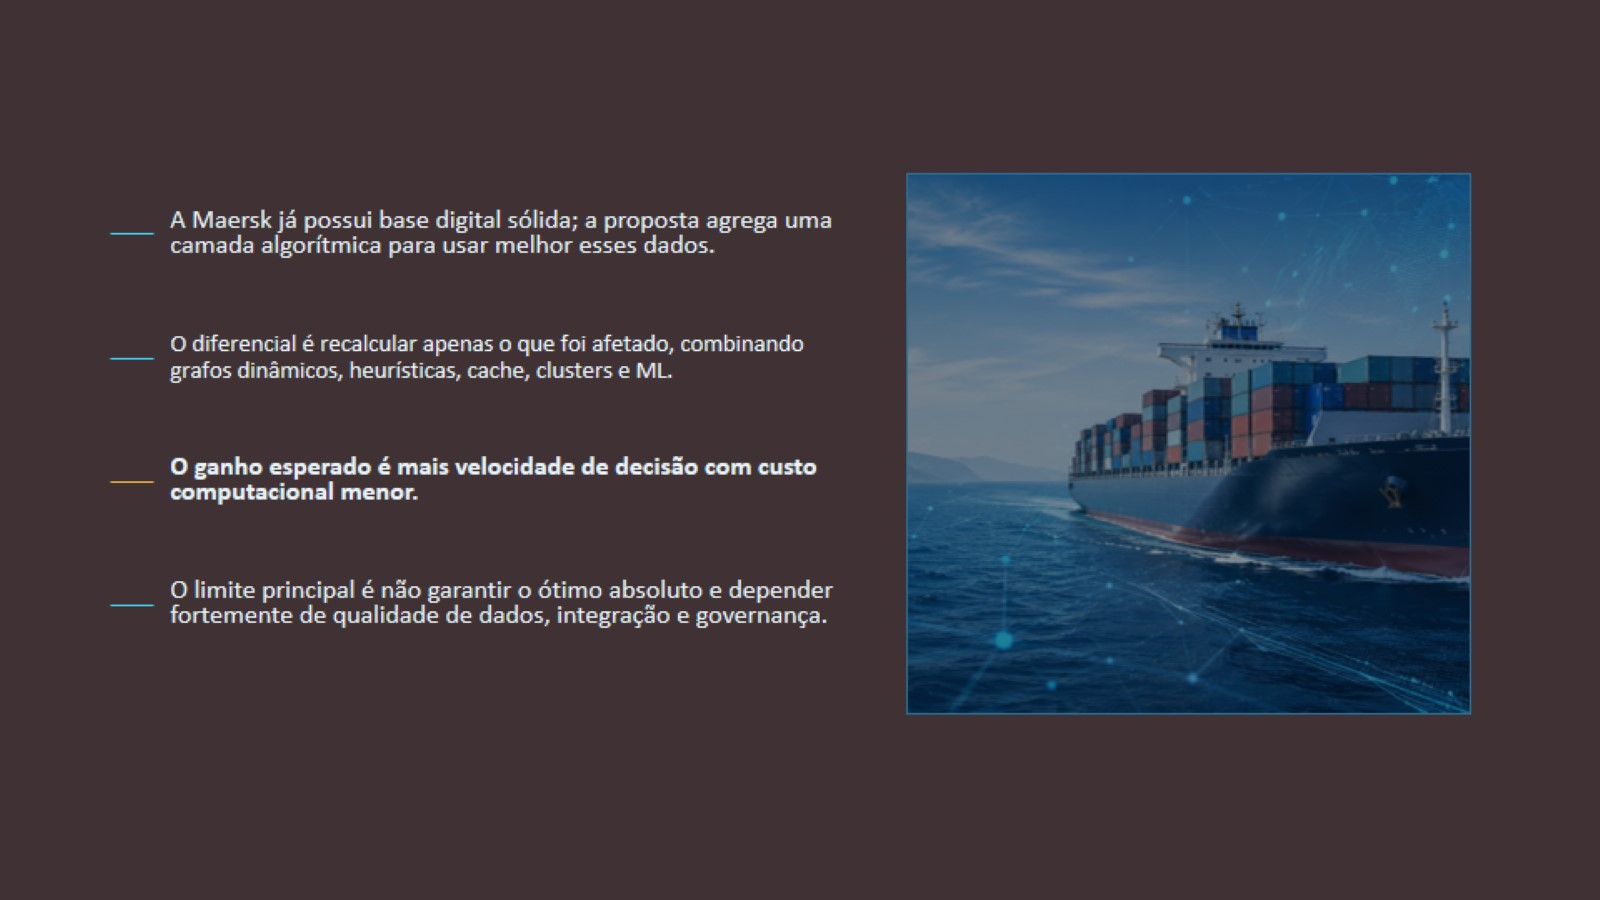 A Maersk já possui base digital sólida; a proposta agrega uma
camada algorítmica para usar melhor esses dados.
O diferencial é recalcular apenas o que foi afetado, combinando
grafos dinâmicos, heurísticas, cache, clusters e ML.
O ganho esperado é mais velocidade de decisão com custo
computacional menor.
O limite principal é não garantir o ótimo absoluto e depender
fortemente de qualidade de dados, integração e governança.